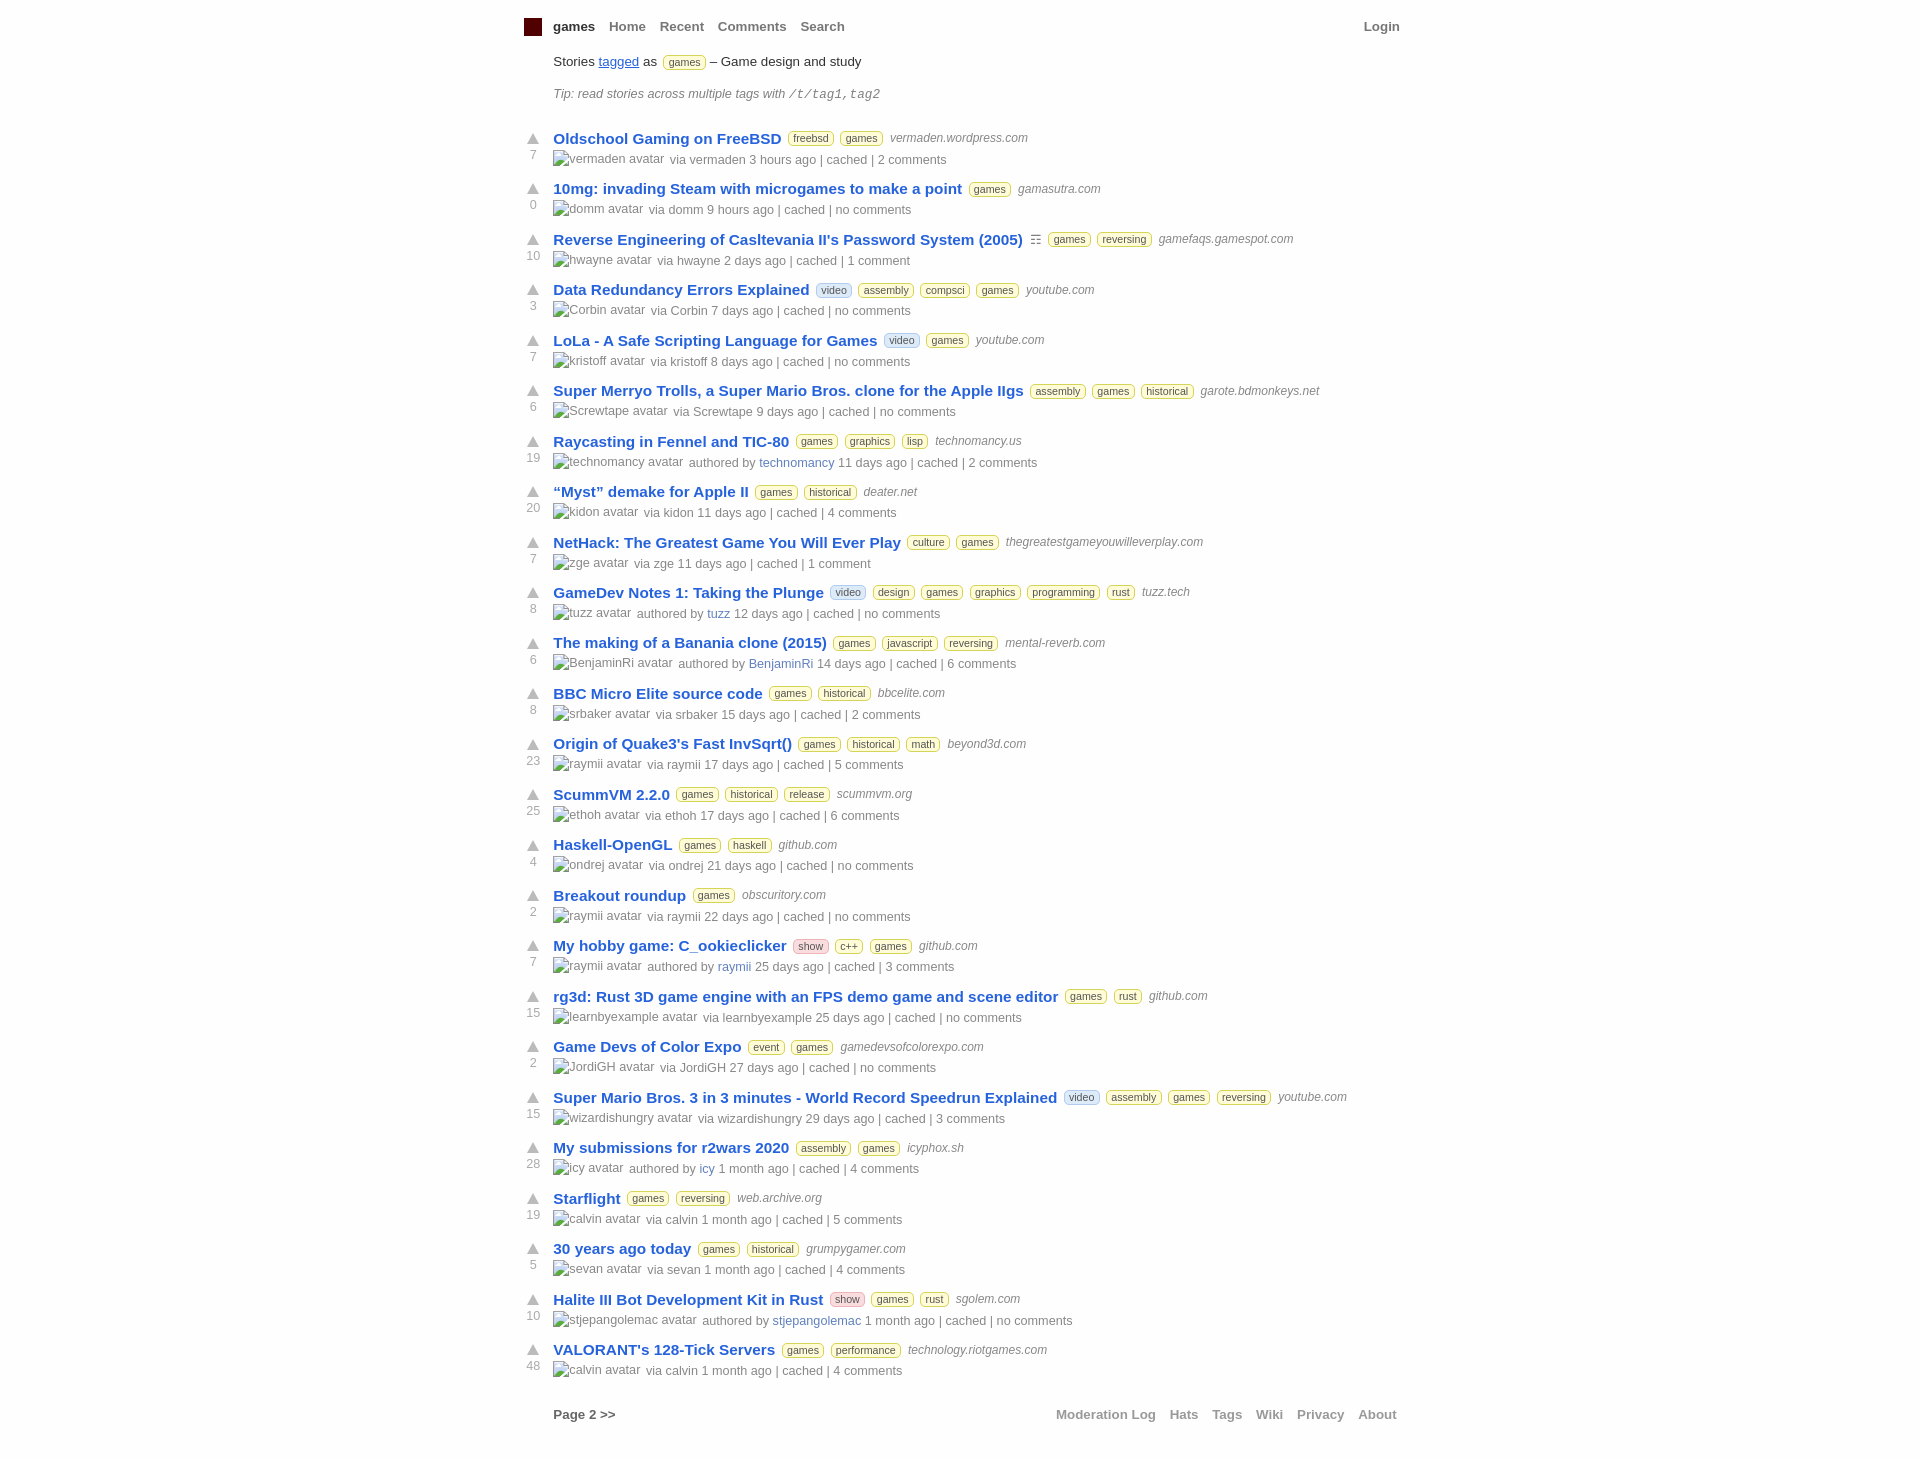 games Home Recent Comments Search Login
Stories tagged as games – Game design and study
Tip: read stories across multiple tags with /t/tag1,tag2
Oldschool Gaming on FreeBSD freebsd games vermaden.wordpress.com
7 vermaden avatar via vermaden 3 hours ago | cached | 2 comments
10mg: invading Steam with microgames to make a point games gamasutra.com
0 domm avatar via domm 9 hours ago | cached | no comments
Reverse Engineering of Casltevania II's Password System (2005) ☶ games reversing gamefaqs.gamespot.com
10 hwayne avatar via hwayne 2 days ago | cached | 1 comment
Data Redundancy Errors Explained video assembly compsci games youtube.com
3 Corbin avatar via Corbin 7 days ago | cached | no comments
LoLa - A Safe Scripting Language for Games video games youtube.com
7 kristoff avatar via kristoff 8 days ago | cached | no comments
Super Merryo Trolls, a Super Mario Bros. clone for the Apple IIgs assembly games historical garote.bdmonkeys.net
6 Screwtape avatar via Screwtape 9 days ago | cached | no comments
Raycasting in Fennel and TIC-80 games graphics lisp technomancy.us
19 technomancy avatar authored by technomancy 11 days ago | cached | 2 comments
“Myst” demake for Apple II games historical deater.net
20 kidon avatar via kidon 11 days ago | cached | 4 comments
NetHack: The Greatest Game You Will Ever Play culture games thegreatestgameyouwilleverplay.com
7 zge avatar via zge 11 days ago | cached | 1 comment
GameDev Notes 1: Taking the Plunge video design games graphics programming rust tuzz.tech
8 tuzz avatar authored by tuzz 12 days ago | cached | no comments
The making of a Banania clone (2015) games javascript reversing mental-reverb.com
6 BenjaminRi avatar authored by BenjaminRi 14 days ago | cached | 6 comments
BBC Micro Elite source code games historical bbcelite.com
8 srbaker avatar via srbaker 15 days ago | cached | 2 comments
Origin of Quake3's Fast InvSqrt() games historical math beyond3d.com
23 raymii avatar via raymii 17 days ago | cached | 5 comments
ScummVM 2.2.0 games historical release scummvm.org
25 ethoh avatar via ethoh 17 days ago | cached | 6 comments
Haskell-OpenGL games haskell github.com
4 ondrej avatar via ondrej 21 days ago | cached | no comments
Breakout roundup games obscuritory.com
2 raymii avatar via raymii 22 days ago | cached | no comments
My hobby game: C_ookieclicker show c++ games github.com
7 raymii avatar authored by raymii 25 days ago | cached | 3 comments
rg3d: Rust 3D game engine with an FPS demo game and scene editor games rust github.com
15 learnbyexample avatar via learnbyexample 25 days ago | cached | no comments
Game Devs of Color Expo event games gamedevsofcolorexpo.com
2 JordiGH avatar via JordiGH 27 days ago | cached | no comments
Super Mario Bros. 3 in 3 minutes - World Record Speedrun Explained video assembly games reversing youtube.com
15 wizardishungry avatar via wizardishungry 29 days ago | cached | 3 comments
My submissions for r2wars 2020 assembly games icyphox.sh
28 icy avatar authored by icy 1 month ago | cached | 4 comments
Starflight games reversing web.archive.org
19 calvin avatar via calvin 1 month ago | cached | 5 comments
30 years ago today games historical grumpygamer.com
5 sevan avatar via sevan 1 month ago | cached | 4 comments
Halite III Bot Development Kit in Rust show games rust sgolem.com
10 stjepangolemac avatar authored by stjepangolemac 1 month ago | cached | no comments
VALORANT's 128-Tick Servers games performance technology.riotgames.com
48 calvin avatar via calvin 1 month ago | cached | 4 comments
Page 2 >> Moderation Log Hats Tags Wiki Privacy About